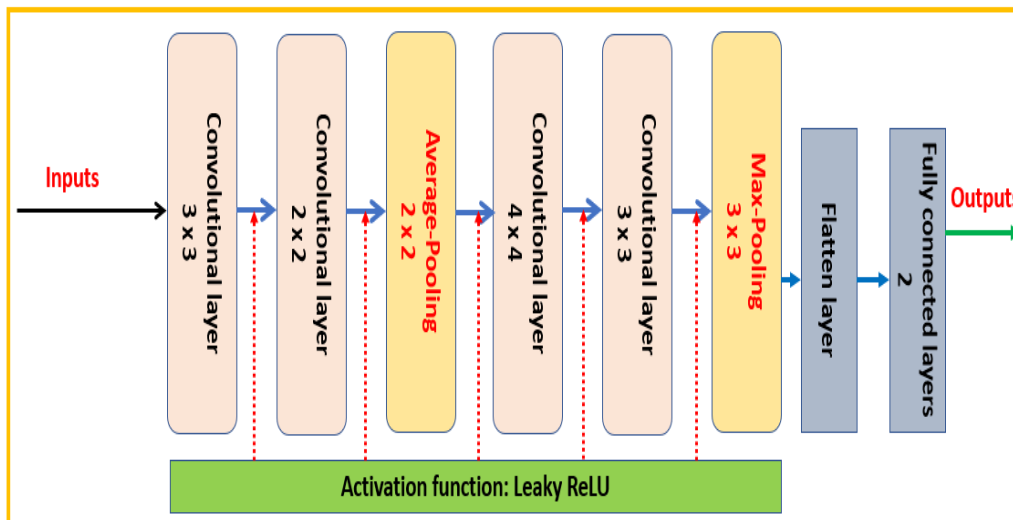 Inputs
Convolutional layer
3 x 3
Convolutional layer
2 x 2
Average-Pooling
2 x 2
Convolutional layer
4 x 4
Convolutional layer
3 x 3
Max-Pooling
3 x 3
Flatten layer
Fully connected layers
2
Outputs
Activation function: Leaky ReLU